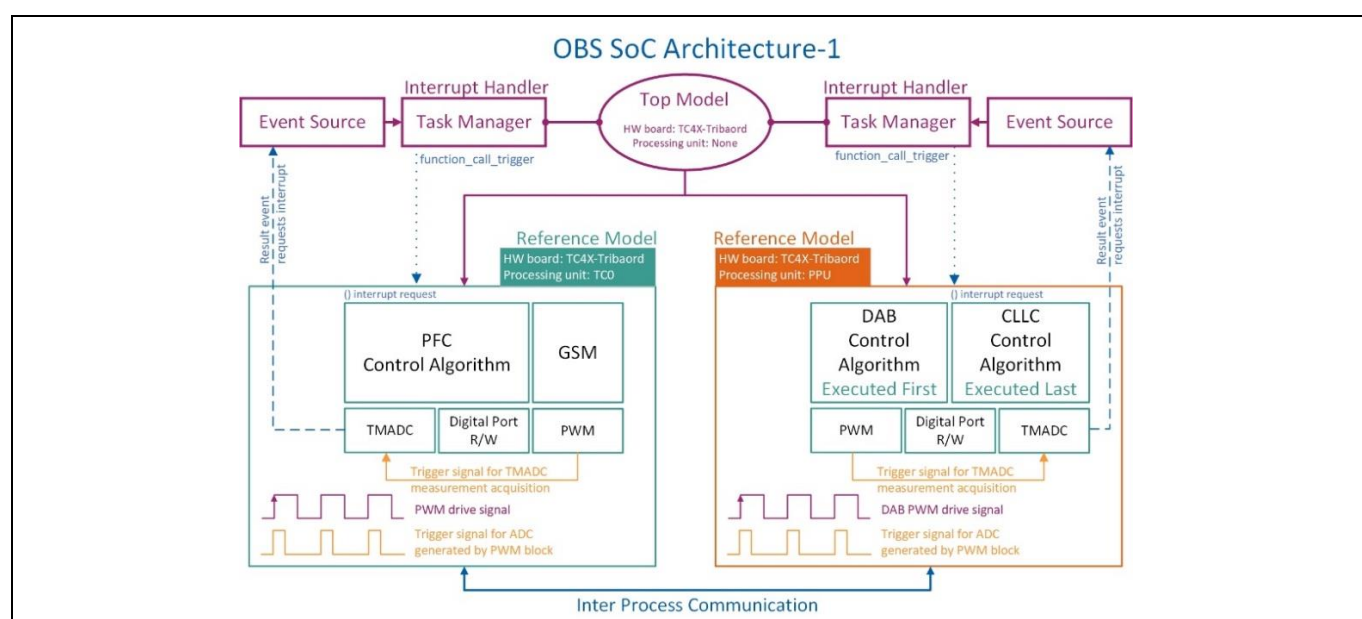 OBS SoC Architecture-1
Interrupt Handler
Interrupt Handler
Event Source
Task Manager
Top Model
HW board: TC4X-Tribaord
Processing unit: None
Task Manager
Event Source
function_call_trigger
function_call_trigger
Result event
requests interrupt
Result event
requests interrupt
Reference Model
HW board: TC4X-Tribaord
Processing unit: TC0
Reference Model
HW board: TC4X-Tribaord
Processing unit: PPU
() interrupt request
PFC
Control Algorithm
GSM
TMADC
Digital Port
R/W
PWM
Trigger signal for TMADC
measurement acquisition
PWM drive signal
Trigger signal for ADC
generated by PWM block
() interrupt request
DAB
Control
Algorithm
Executed First
CLLC
Control
Algorithm
Executed Last
PWM
Digital Port
R/W
TMADC
Trigger signal for TMADC
measurement acquisition
DAB PWM drive signal
Trigger signal for ADC
generated by PWM block
Inter Process Communication